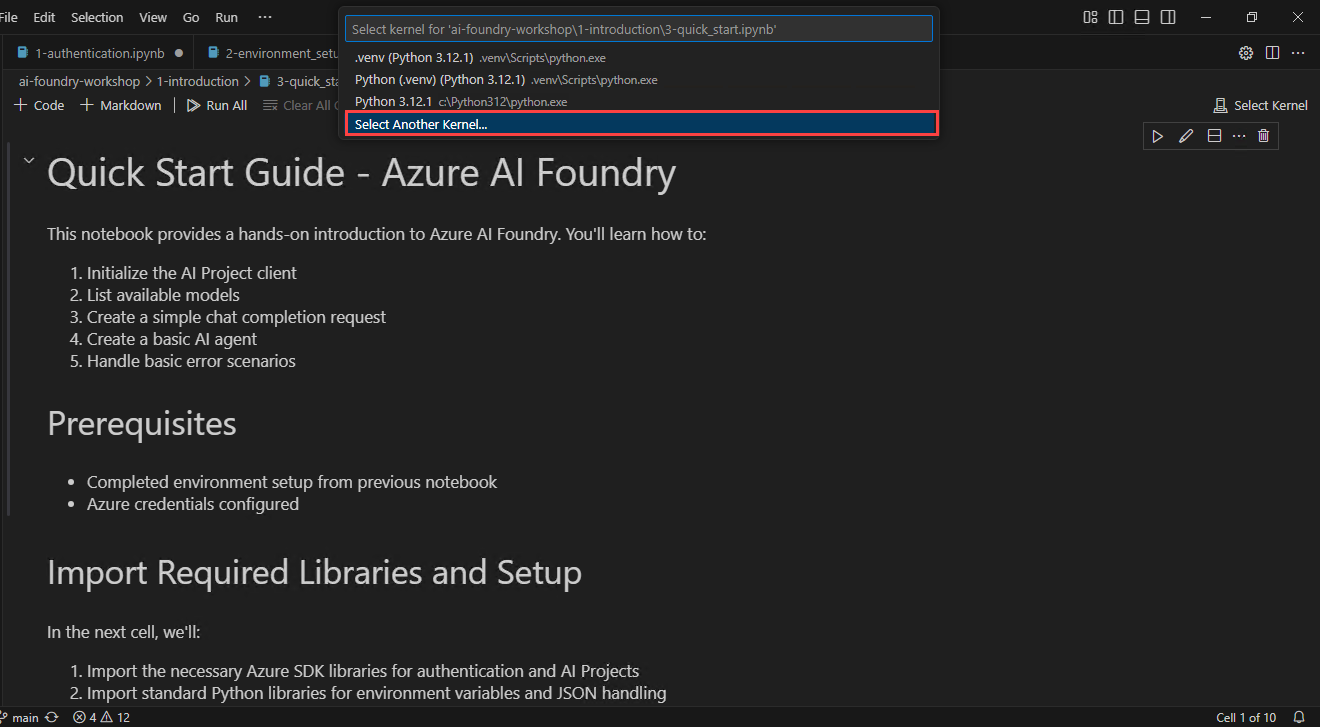 File Edit Selection View Go Run ...
Select kernel for 'ai-foundry-workshop\1-introduction\3-quick_start.ipynb'
.venv (Python 3.12.1) .venv\Scripts\python.exe
Python (.venv) (Python 3.12.1) .venv\Scripts\python.exe
Python 3.12.1 c:\Python312\python.exe
Select Another Kernel...
1-authentication.ipynb 2-environment_setu
ai-foundry-workshop > 1-introduction > 3-quick_sta
+ Code + Markdown Run All Clear All
Select Kernel
Quick Start Guide - Azure AI Foundry
This notebook provides a hands-on introduction to Azure AI Foundry. You'll learn how to:
1. Initialize the AI Project client
2. List available models
3. Create a simple chat completion request
4. Create a basic AI agent
5. Handle basic error scenarios
Prerequisites
• Completed environment setup from previous notebook
• Azure credentials configured
Import Required Libraries and Setup
In the next cell, we'll:
1. Import the necessary Azure SDK libraries for authentication and AI Projects
2. Import standard Python libraries for environment variables and JSON handling
main 4 12 Cell 1 of 10